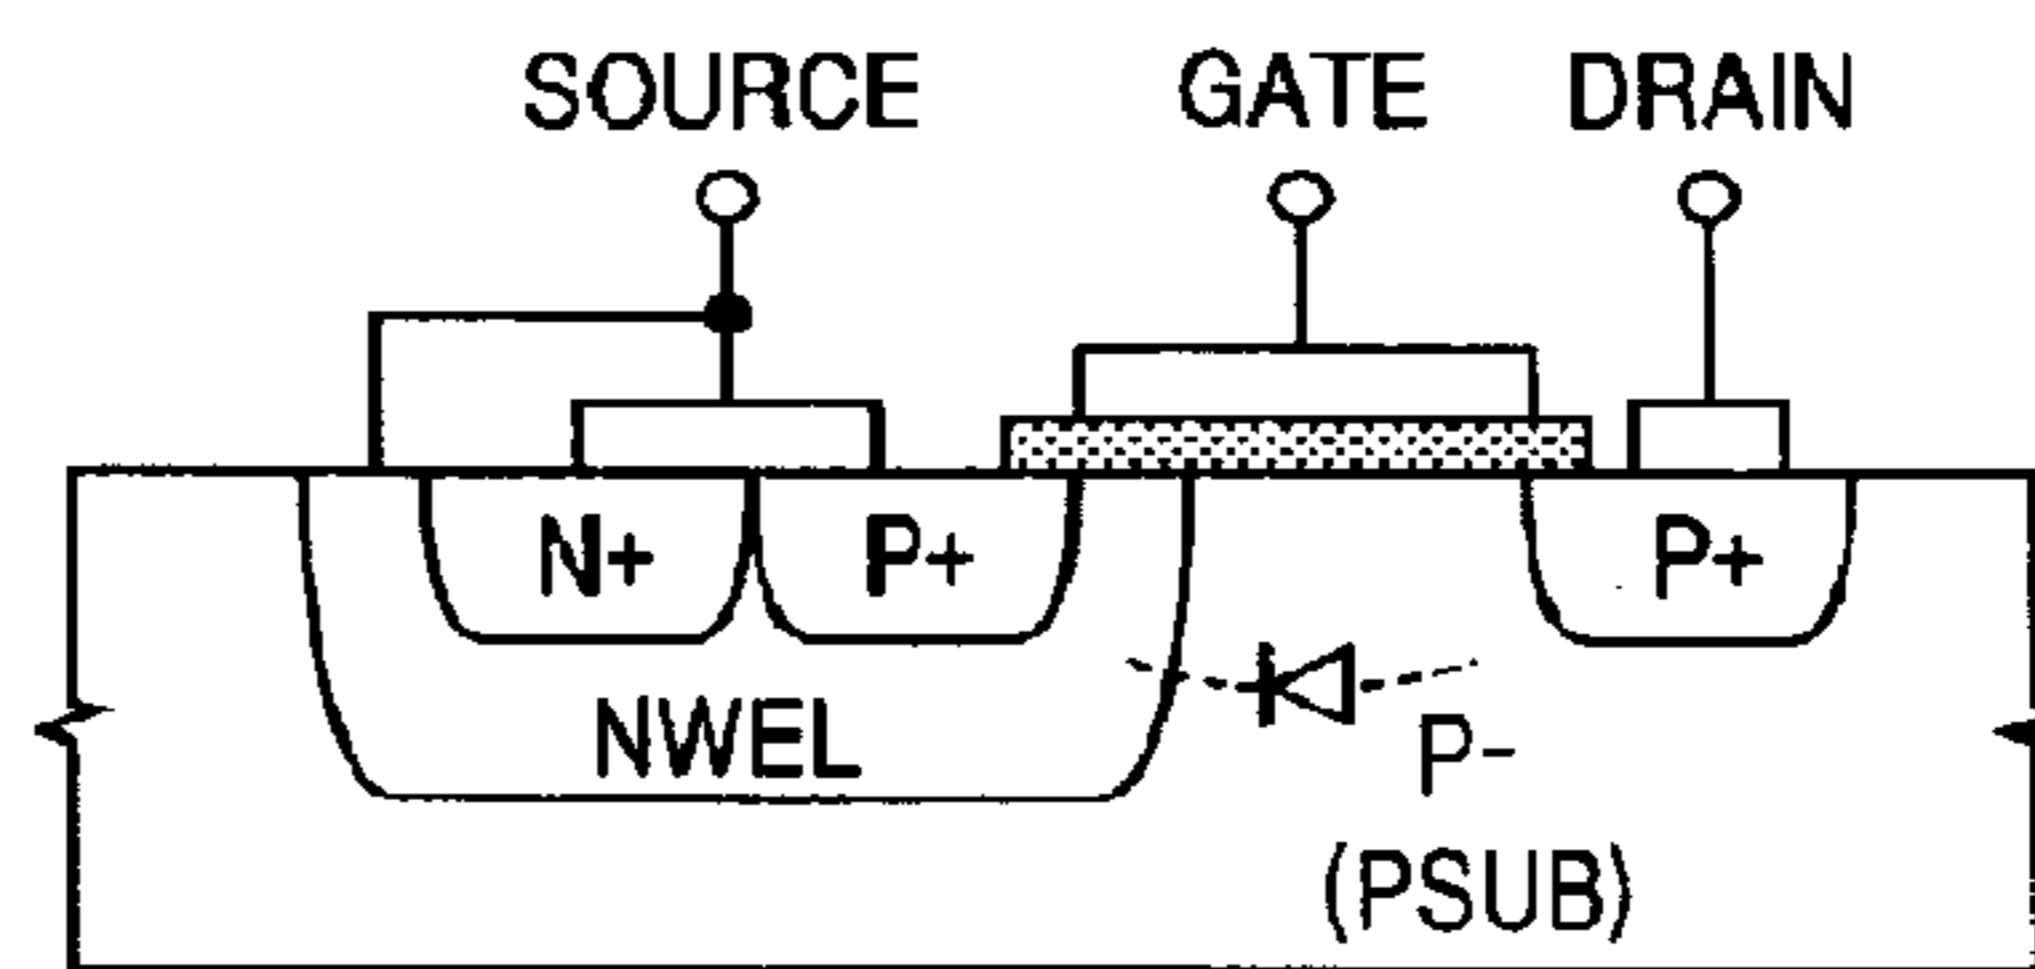 SOURCE GATE DRAIN
N+ P+ P+
NWEL P-
(PSUB)